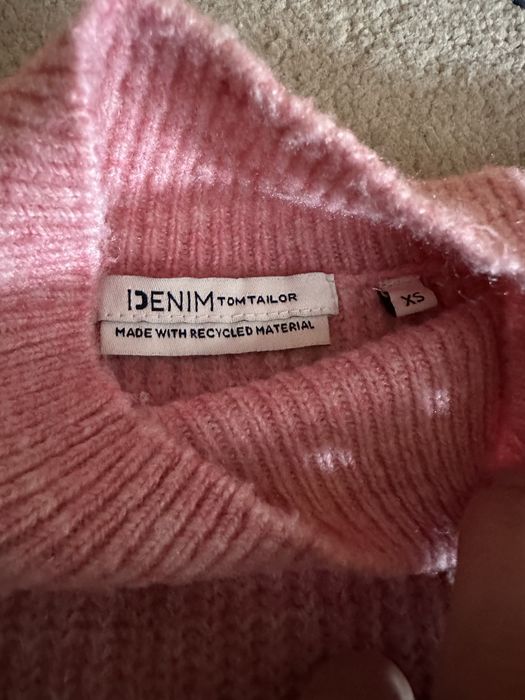 DENIM TOM TAILOR
MADE WITH RECYCLED MATERIAL
XS